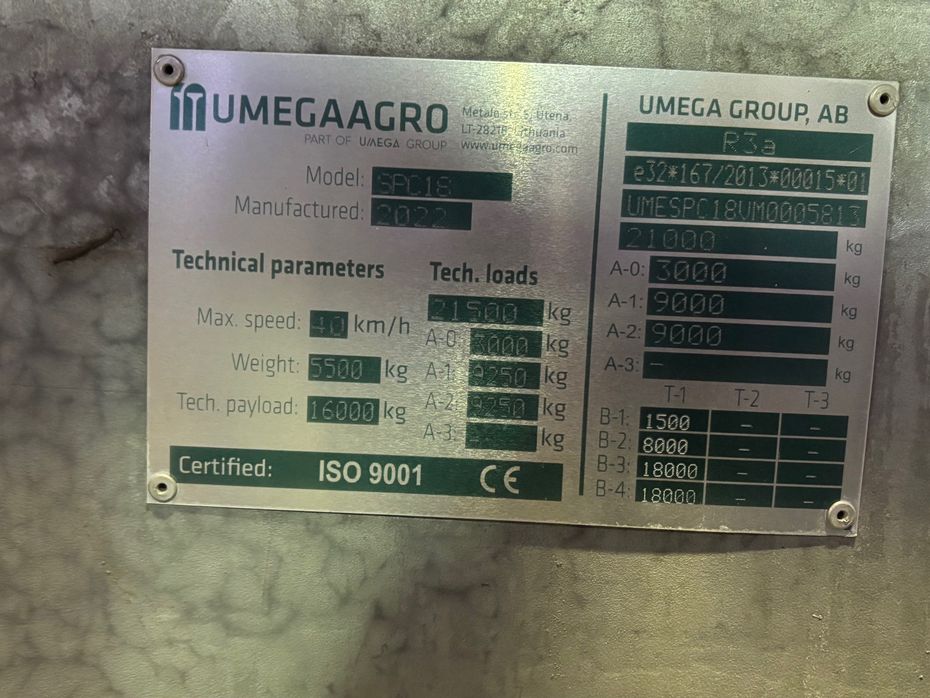 UMEGAAGRO
PART OF UMEGA GROUP
Metalo st. 5, Utena,
LT-28216 Lithuania
www.umegaagro.com
Model: SPC18
Manufactured: 2022
Technical parameters
Max. speed: 40 km/h
Weight: 5500 kg
Tech. payload: 16000 kg
Tech. loads
21500 kg
A-0: 3000 kg
A-1: 9250 kg
A-2: 9250 kg
A-3: kg
Certified: ISO 9001 CE
UMEGA GROUP, AB
R3a
e32*167/2013*00015*01
UMESPC18VM0005813
21000 kg
A-0: 3000 kg
A-1: 9000 kg
A-2: 9000 kg
A-3: – kg
T-1 T-2 T-3
B-1: 1500 – –
B-2: 8000 – –
B-3: 18000 – –
B-4: 18000 – –